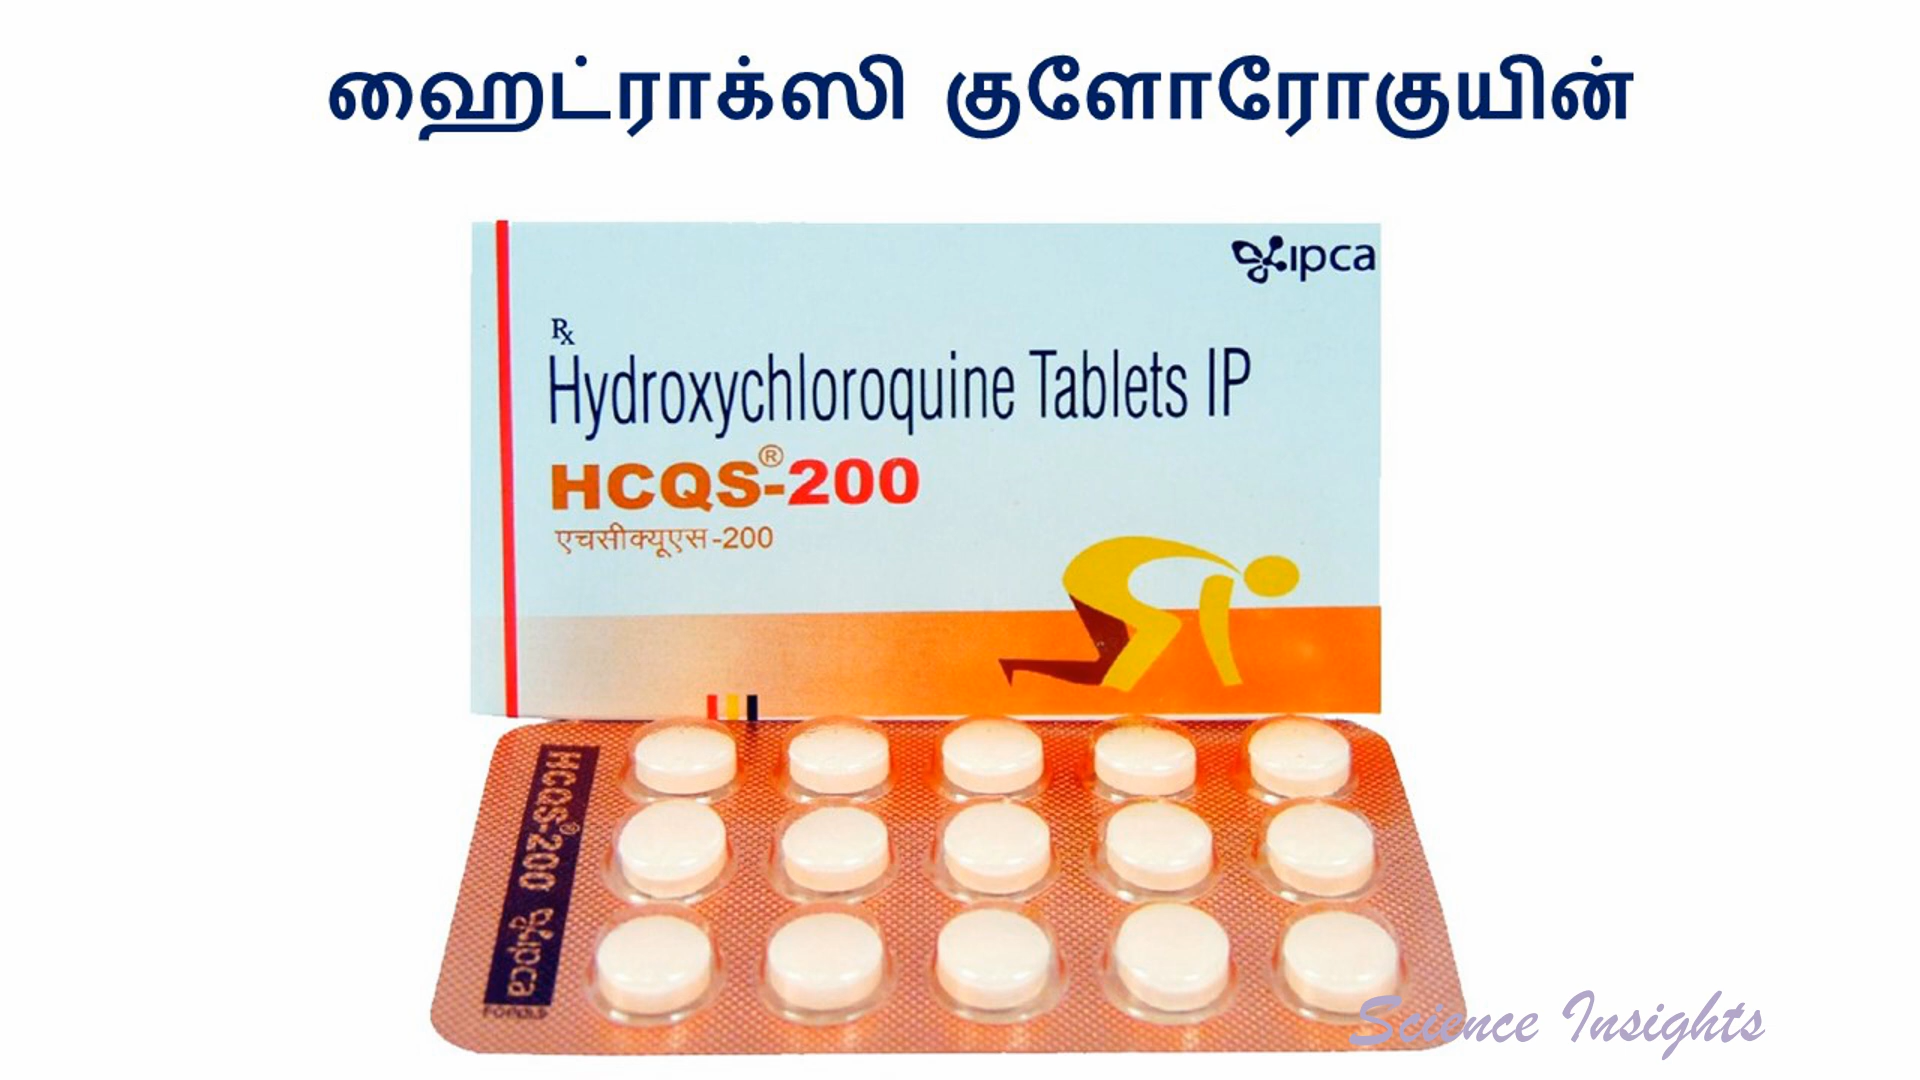 ஹைட்ராக்ஸி குளோரோகுயின்
ipca
Rx
Hydroxychloroquine Tablets IP
HCQS®-200
एचसीक्यूएस-200
HCQS®-200 ipca
Science Insights